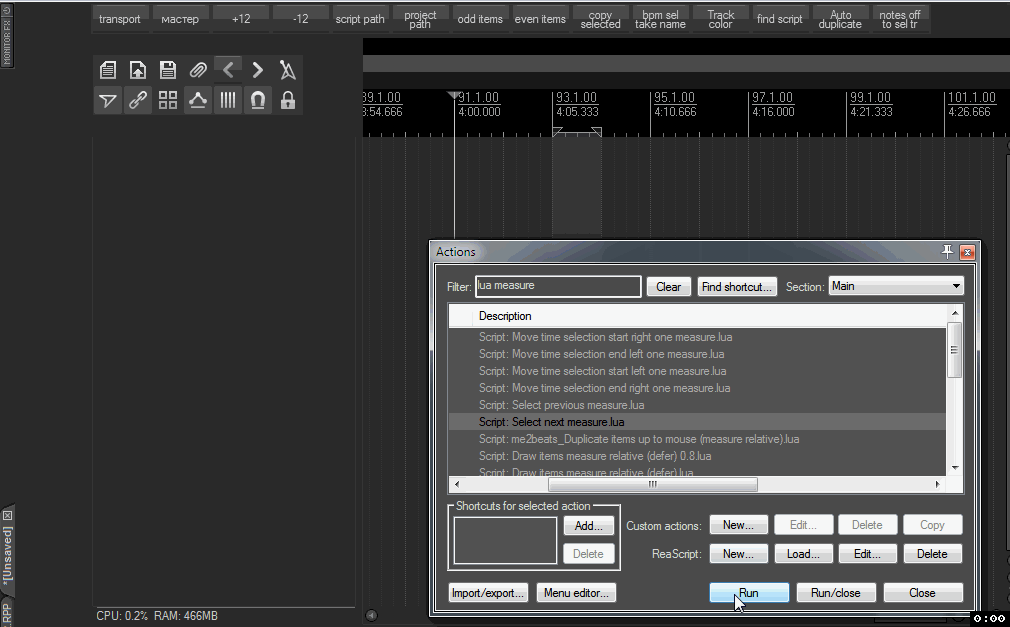 MONITOR FX
transport
мастер
+12
-12
script path
project
path
odd items
even items
copy
selected
bpm sel
take name
Track
color
find script
Auto
duplicate
notes off
to sel tr
89.1.00 91.1.00 93.1.00 95.1.00 97.1.00 99.1.00 101.1.00
3:54.666 4:00.000 4:05.333 4:10.666 4:16.000 4:21.333 4:26.666
Actions
Filter: lua measure Clear Find shortcut... Section: Main
Description
Script: Move time selection start right one measure.lua
Script: Move time selection end left one measure.lua
Script: Move time selection start left one measure.lua
Script: Move time selection end right one measure.lua
Script: Select previous measure.lua
Script: Select next measure.lua
Script: me2beats_Duplicate items up to mouse (measure relative).lua
Script: Draw items measure relative (defer) 0.8.lua
Script: Draw items measure relative (defer).lua
Shortcuts for selected action
Add...
Delete
Custom actions: New... Edit... Delete Copy
ReaScript: New... Load... Edit... Delete
Import/export... Menu editor... Run Run/close Close
*[Unsaved]
.RPP
CPU: 0.2% RAM: 466MB
0:00